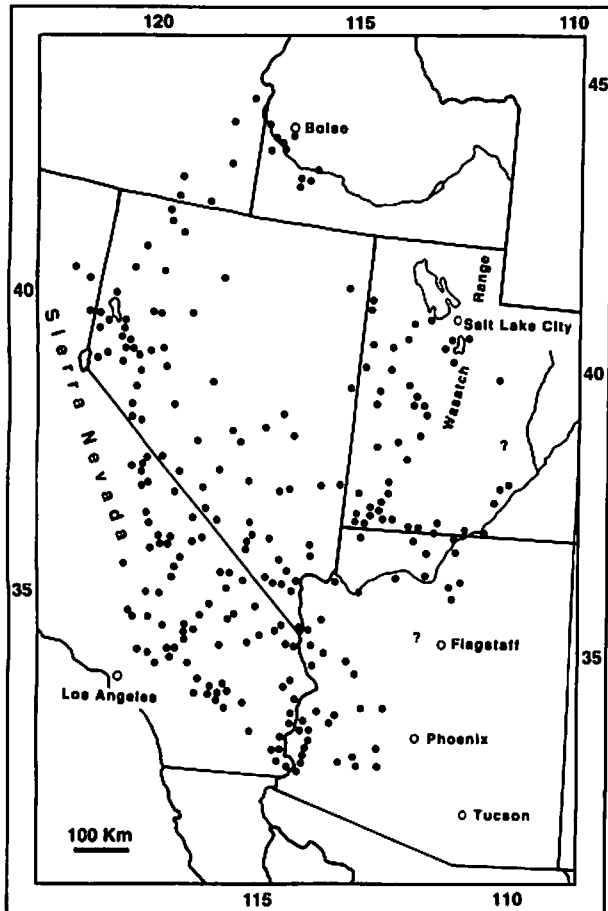 120
115
110
45
Boise
40
Range
Salt Lake City
Wasatch
40
Sierra Nevada
?
35
?
Flagstaff
35
Los Angeles
Phoenix
Tucson
100 Km
115
110